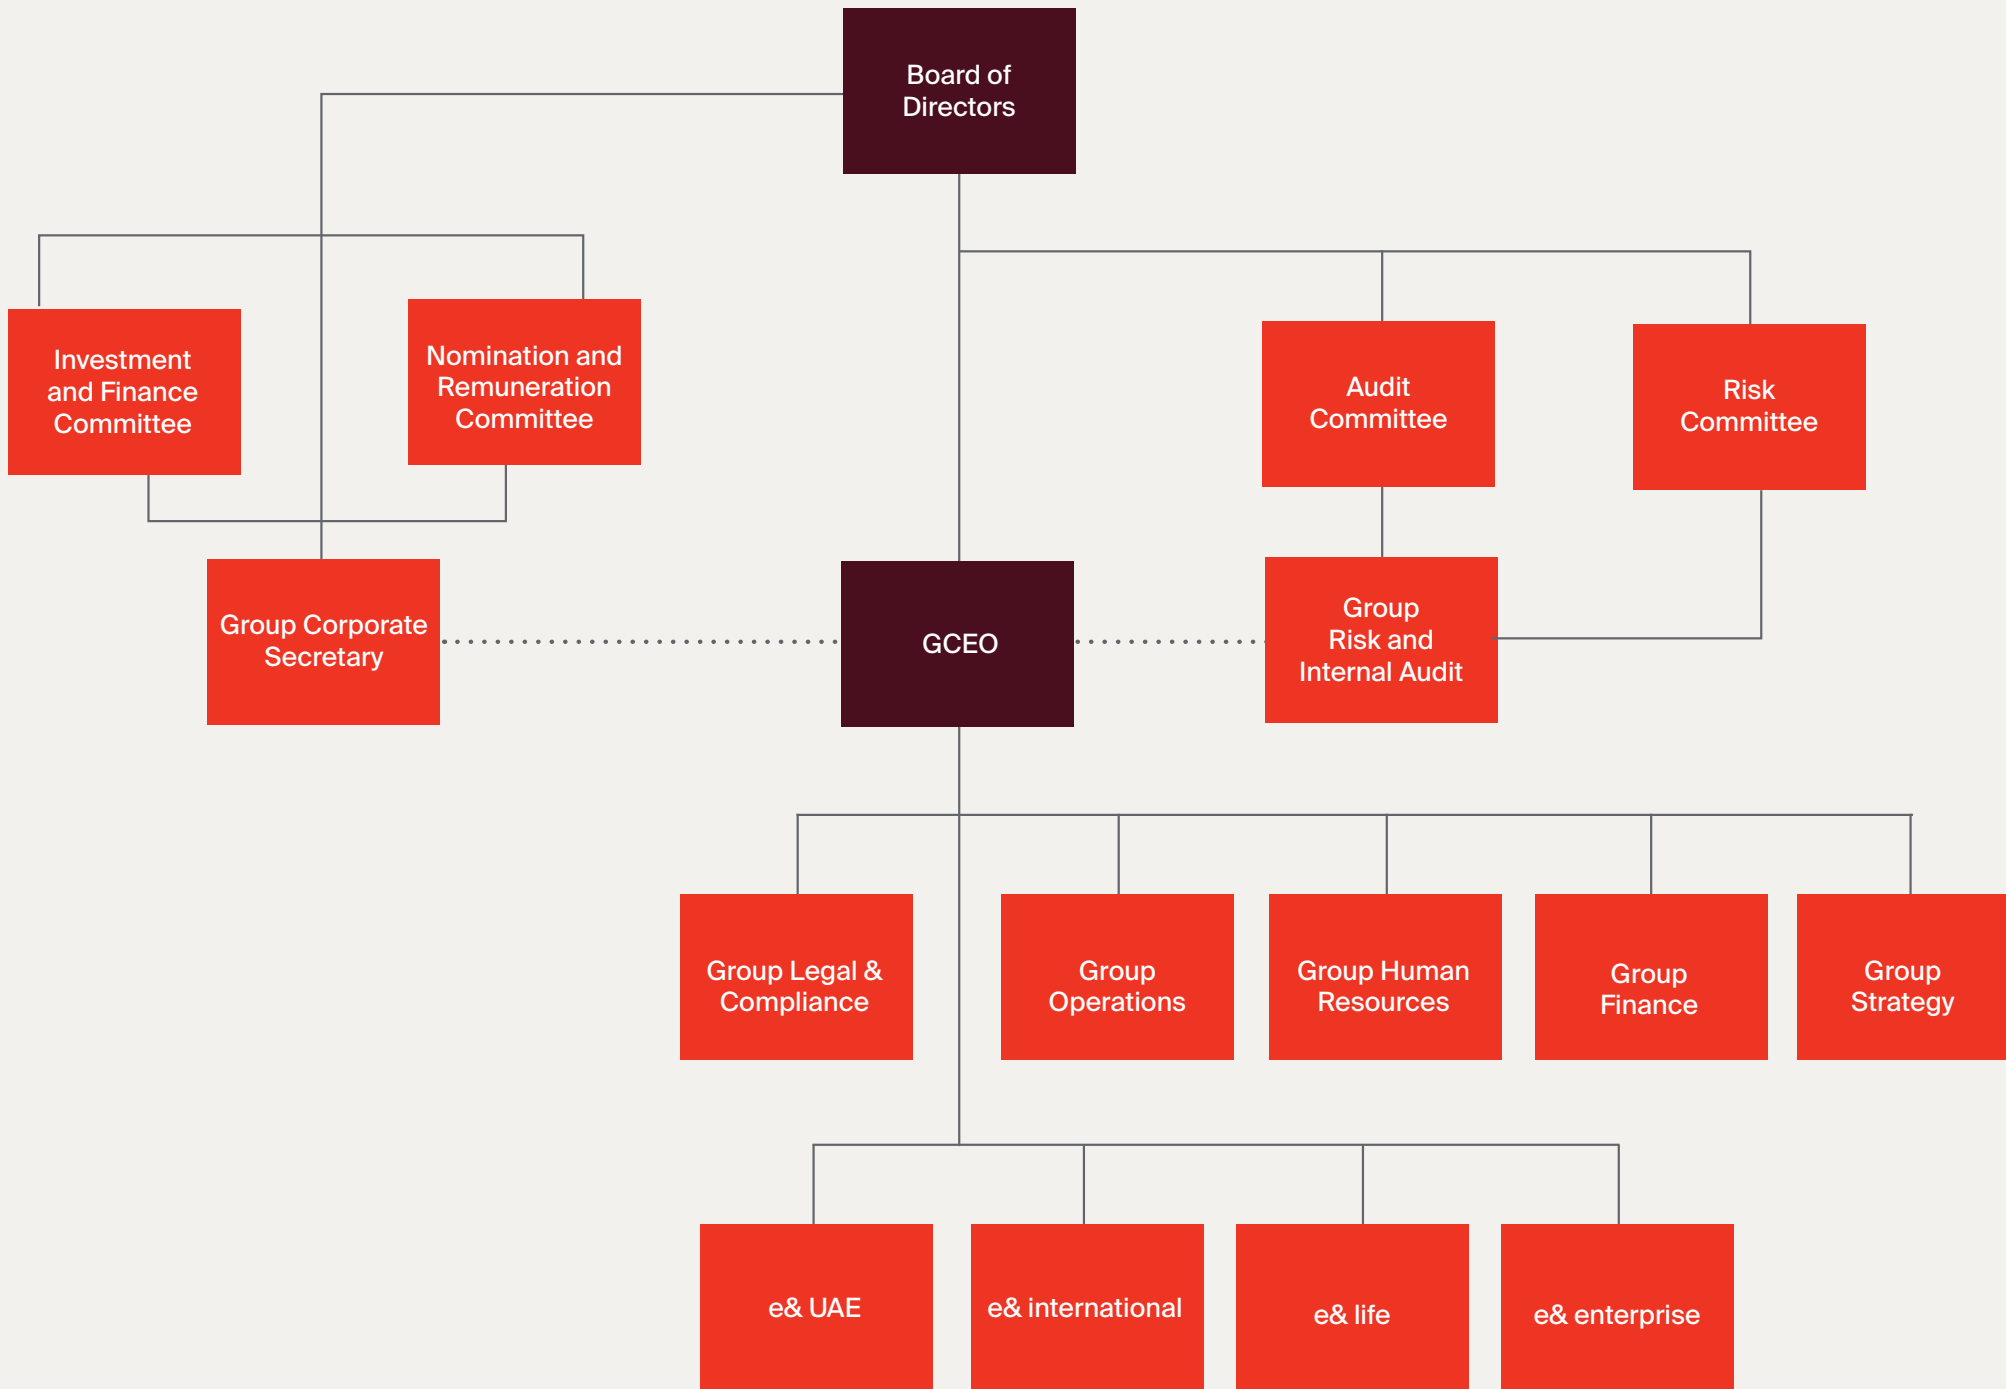 Board of
Directors
Investment
and Finance
Committee
Nomination and
Remuneration
Committee
Audit
Committee
Risk
Committee
Group Corporate
Secretary
GCEO
Group
Risk and
Internal Audit
Group Legal &
Compliance
Group
Operations
Group Human
Resources
Group
Finance
Group
Strategy
e& UAE
e& international
e& life
e& enterprise